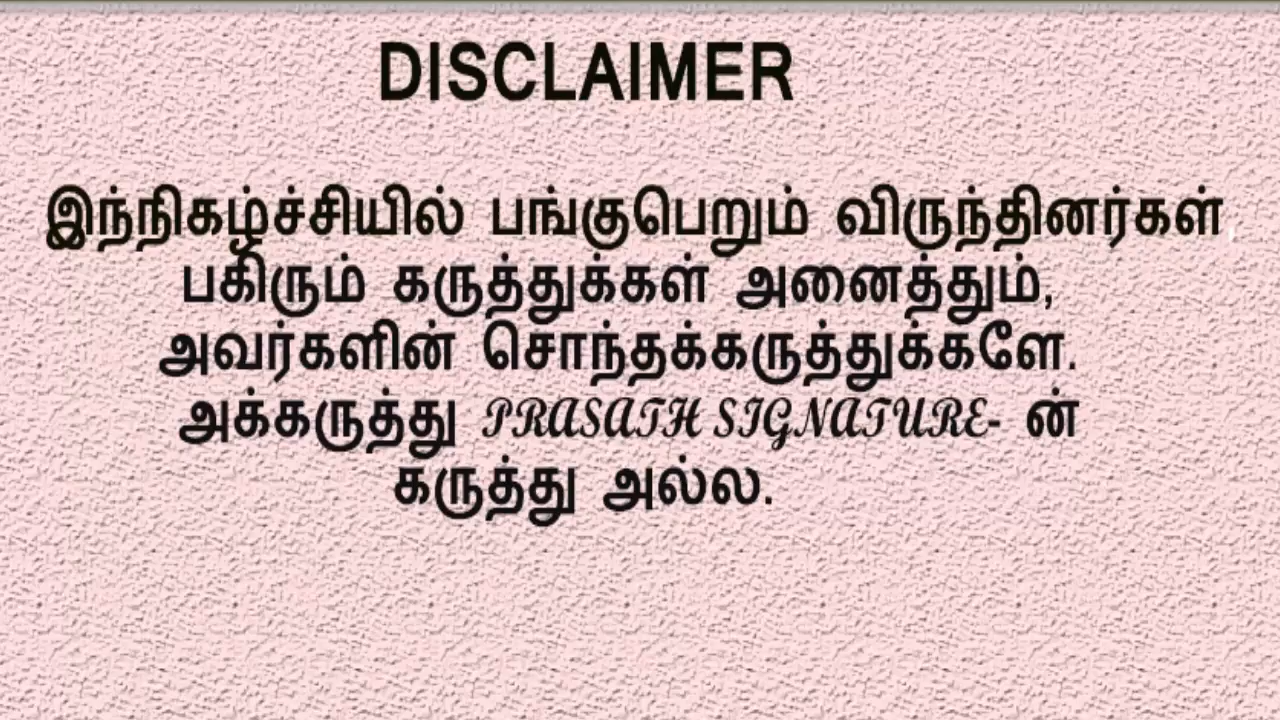 DISCLAIMER
இந்நிகழ்ச்சியில் பங்குபெறும் விருந்தினர்கள்,
பகிரும் கருத்துக்கள் அனைத்தும்,
அவர்களின் சொந்தக்கருத்துக்களே.
அக்கருத்து PRASATH SIGNATURE- ன்
கருத்து அல்ல.